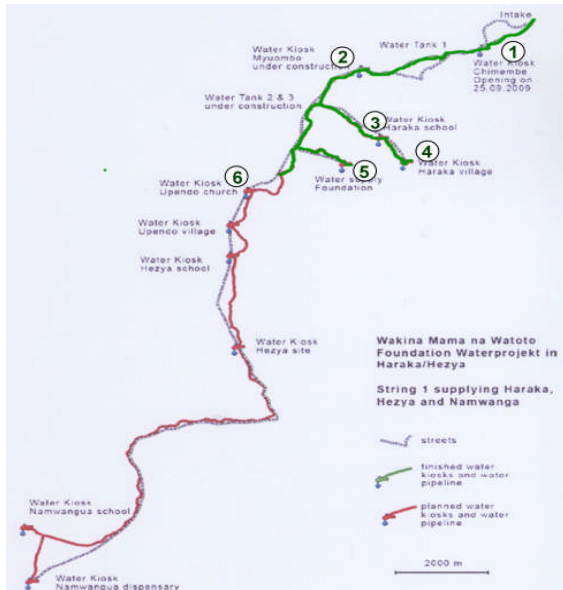 Intake
1
Water Tank 1
2
Water Kiosk
Myuombo
under construction
Water Kiosk
Chimembe
Opening on
25.09.2009
Water Tank 2 & 3
under construction
3
Water Kiosk
Haraka school
4
Water Kiosk
Haraka village
5
Water supply
Foundation
6
Water Kiosk
Upendo church
Water Kiosk
Upendo village
Water Kiosk
Hezya school
Water Kiosk
Hezya site
Wakina Mama na Watoto
Foundation Waterprojekt in
Haraka/Hezya
String 1 supplying Haraka,
Hezya and Namwanga
streets
finished water
kiosks and water
pipeline
planned water
kiosks and water
pipeline
2000 m
Water Kiosk
Namwangua school
Water Kiosk
Namwangua dispensary